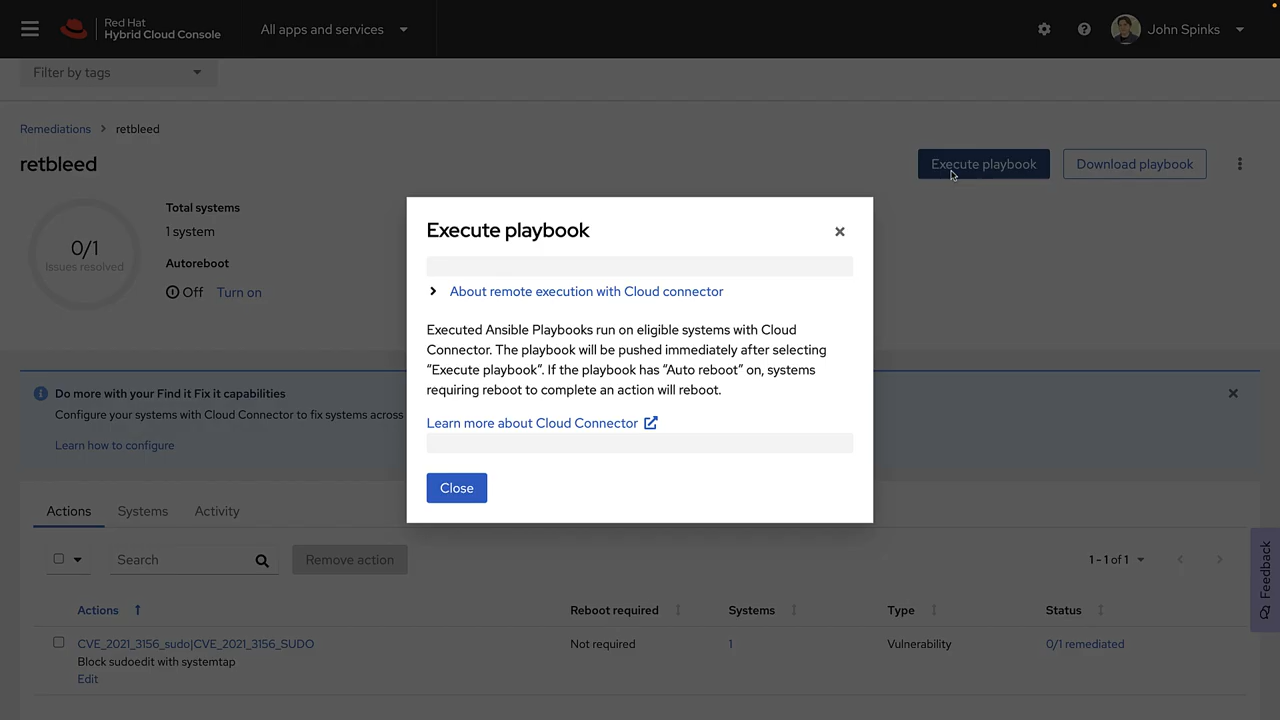 Red Hat
Hybrid Cloud Console
All apps and services
John Spinks
Filter by tags
Remediations > retbleed
retbleed
Execute playbook
Download playbook
0/1
Issues resolved
Total systems
1 system
Autoreboot
Off Turn on
Execute playbook
About remote execution with Cloud connector
Executed Ansible Playbooks run on eligible systems with Cloud
Connector. The playbook will be pushed immediately after selecting
“Execute playbook”. If the playbook has “Auto reboot” on, systems
requiring reboot to complete an action will reboot.
Learn more about Cloud Connector
Close
Do more with your Find it Fix it capabilities
Configure your systems with Cloud Connector to fix systems across
Learn how to configure
Actions Systems Activity
Search
Remove action
1 - 1 of 1
Actions Reboot required Systems Type Status
CVE_2021_3156_sudo|CVE_2021_3156_SUDO Not required 1 Vulnerability 0/1 remediated
Block sudoedit with systemtap
Edit
Feedback